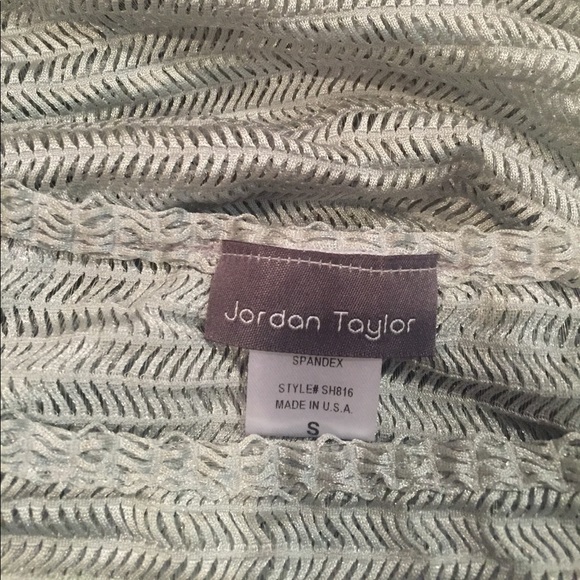 Jordan Taylor
SPANDEX
STYLE# SH816
MADE IN U.S.A.
S